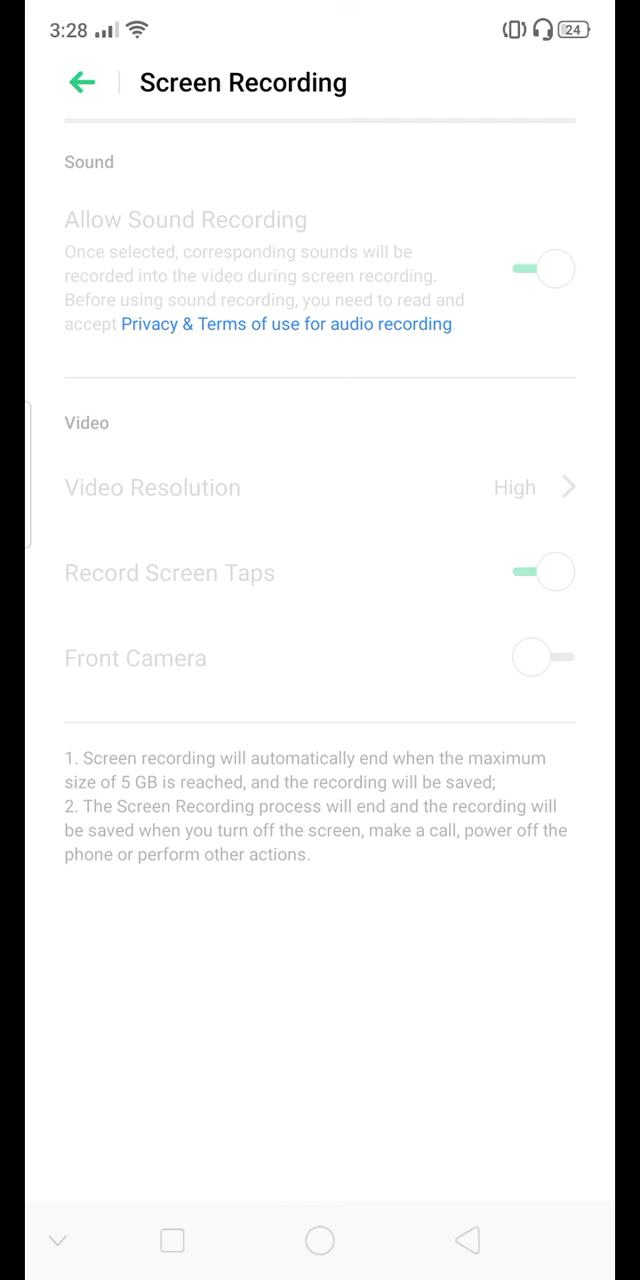 3:28
24
Screen Recording
Sound
Allow Sound Recording
Once selected, corresponding sounds will be
recorded into the video during screen recording.
Before using sound recording, you need to read and
accept Privacy & Terms of use for audio recording.
Video
Video Resolution High
Record Screen Taps
Front Camera
1. Screen recording will automatically end when the maximum
size of 5 GB is reached, and the recording will be saved;
2. The Screen Recording process will end and the recording will
be saved when you turn off the screen, make a call, power off the
phone or perform other actions.